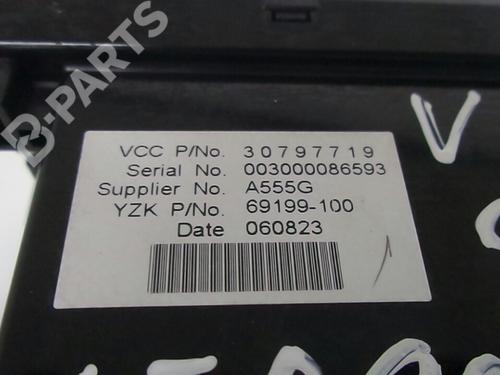 B-PARTS
VCC P/No. 30797719
Serial No. 003000086593
Supplier No. A555G
YZK P/No. 69199-100
Date 060823
V